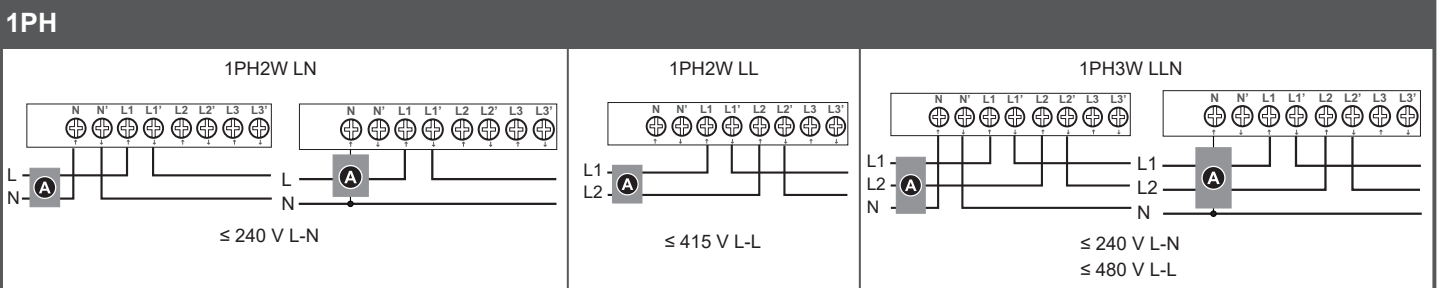 1PH
1PH2W LN
N N' L1 L1' L2 L2' L3 L3'
L
N
A
N N' L1 L1' L2 L2' L3 L3'
L
N
A
≤ 240 V L-N
1PH2W LL
N N' L1 L1' L2 L2' L3 L3'
L1
L2
A
≤ 415 V L-L
1PH3W LLN
N N' L1 L1' L2 L2' L3 L3'
L1
L2
N
A
N N' L1 L1' L2 L2' L3 L3'
L1
L2
N
A
≤ 240 V L-N
≤ 480 V L-L